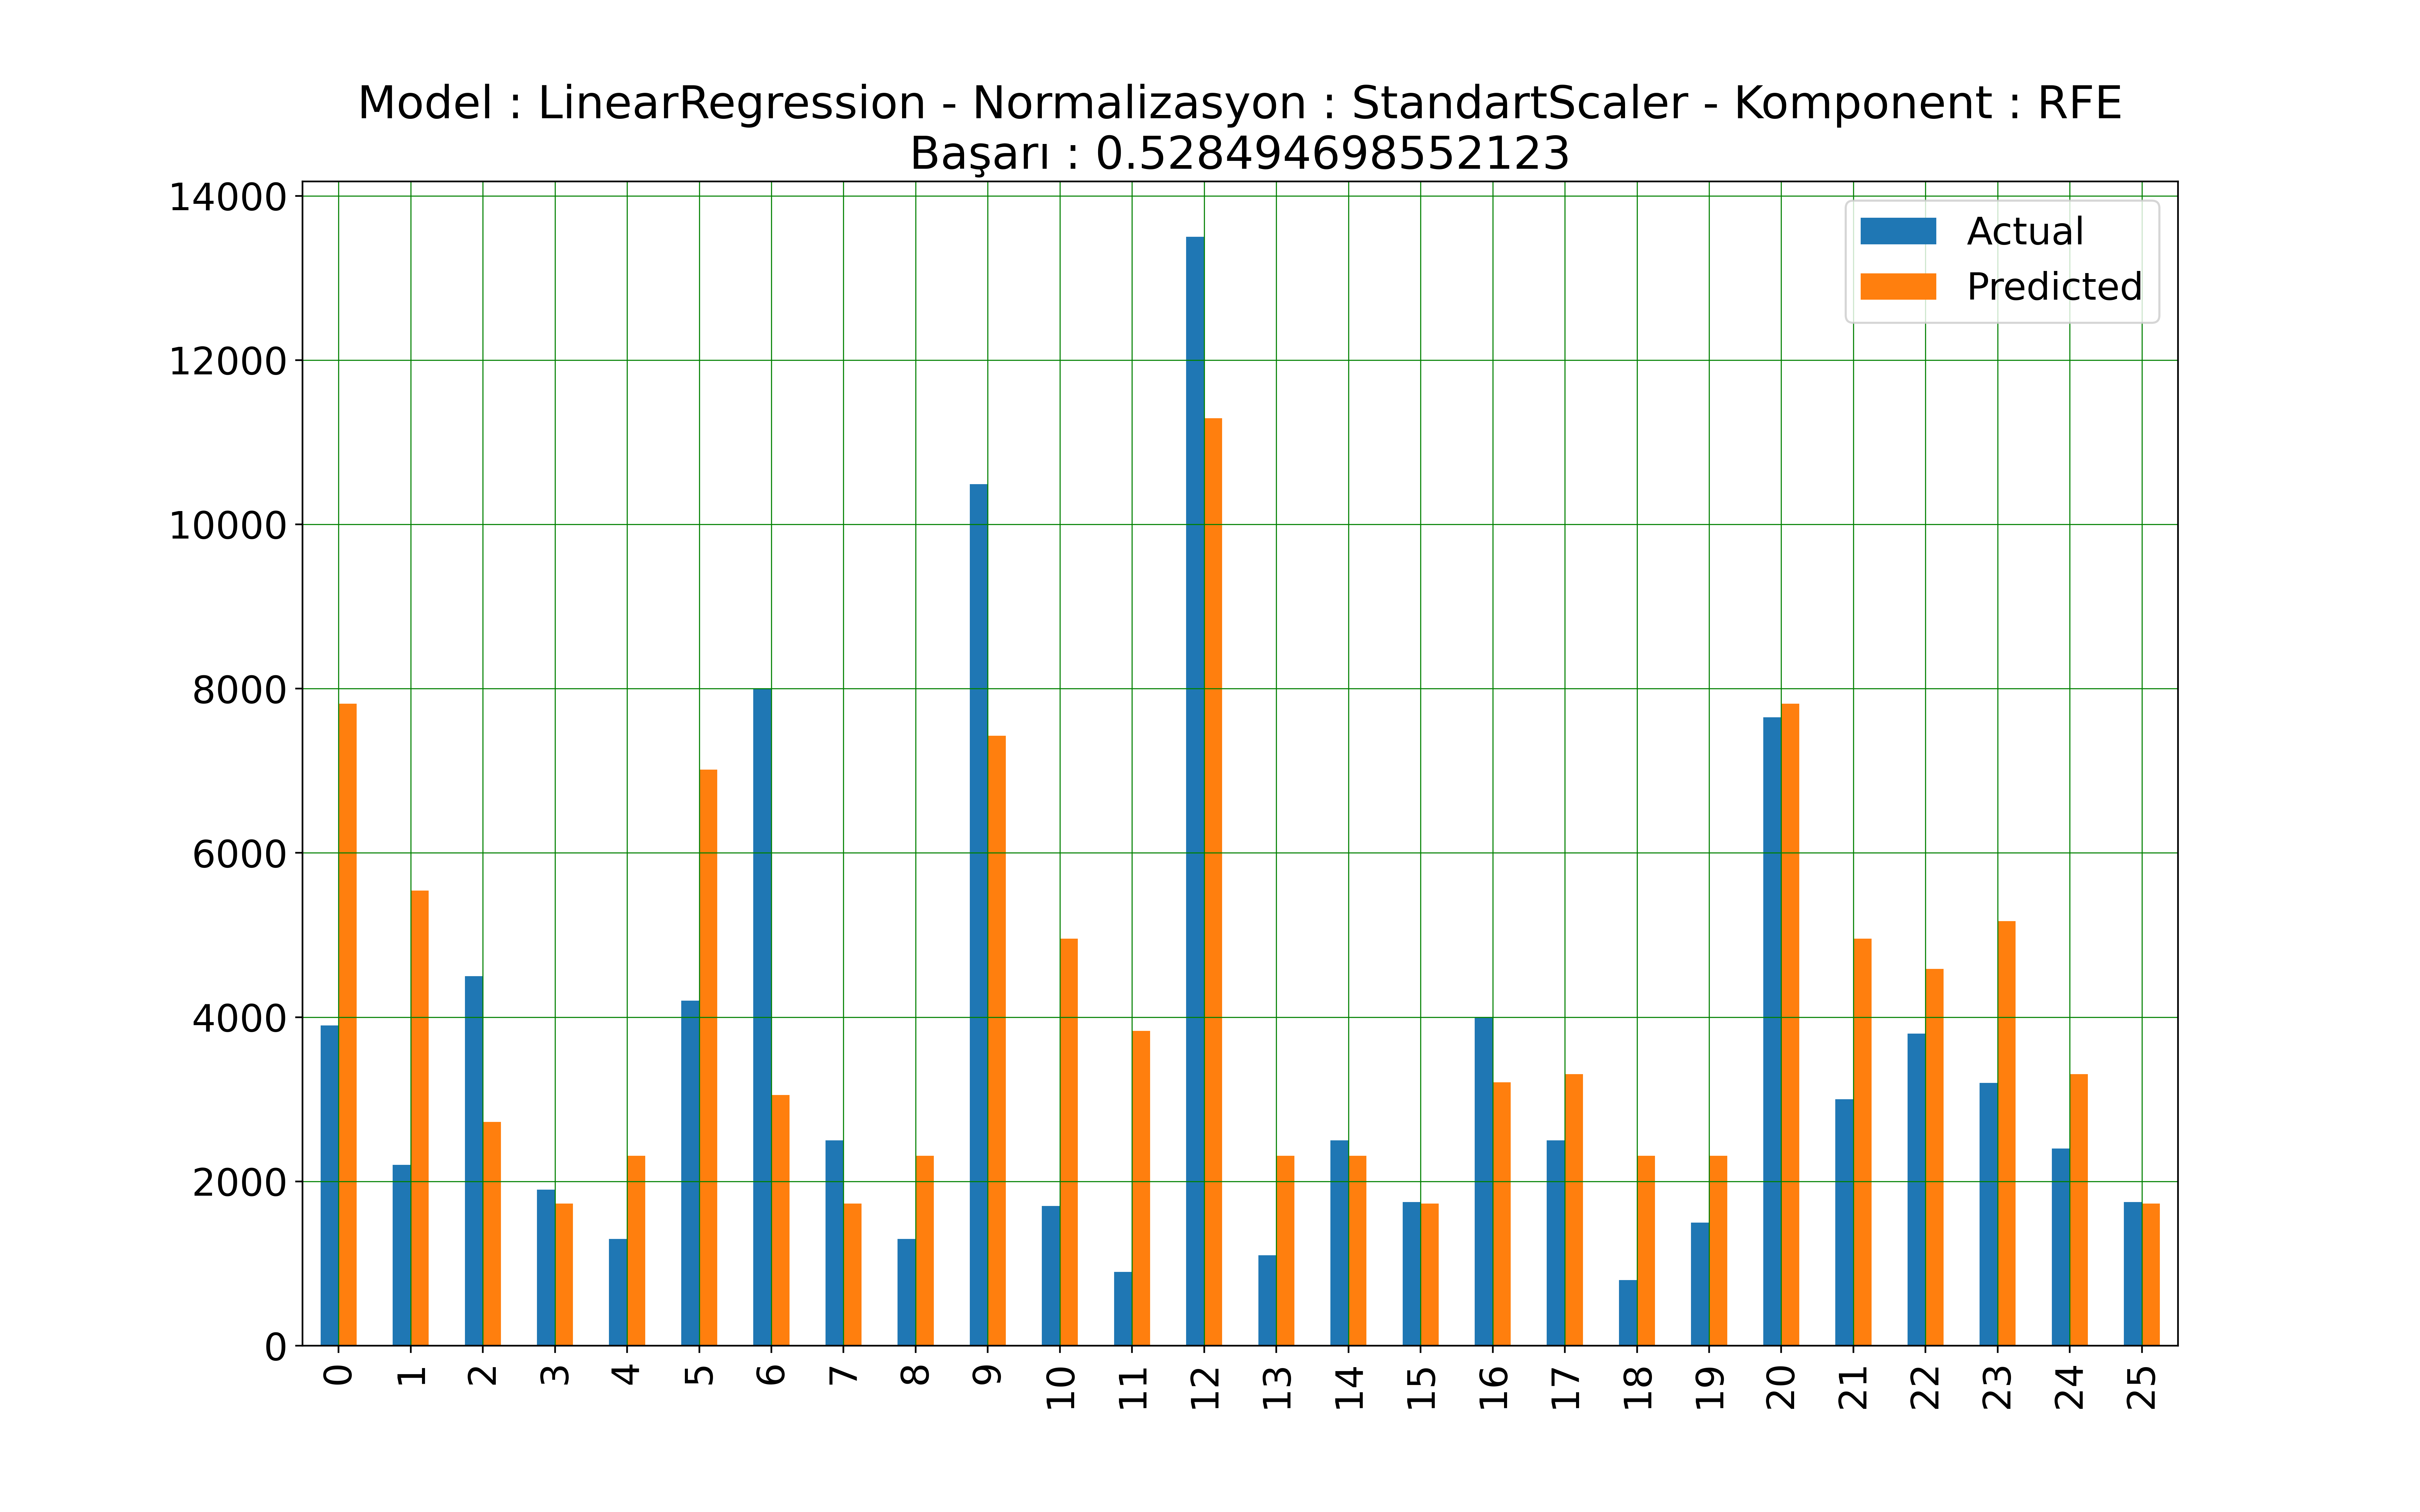 Model : LinearRegression - Normalizasyon : StandartScaler - Komponent : RFE
Başarı : 0.528494698552123
14000
12000
10000
8000
6000
4000
2000
0
Actual
Predicted
0 1 2 3 4 5 6 7 8 9 10 11 12 13 14 15 16 17 18 19 20 21 22 23 24 25